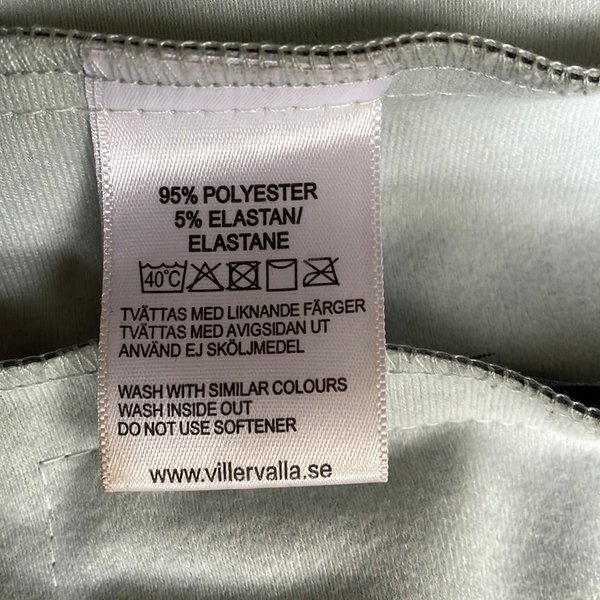 95% POLYESTER
5% ELASTAN/
ELASTANE
40°C
TVÄTTAS MED LIKNANDE FÄRGER
TVÄTTAS MED AVIGSIDAN UT
ANVÄND EJ SKÖLJMEDEL
WASH WITH SIMILAR COLOURS
WASH INSIDE OUT
DO NOT USE SOFTENER
www.villervalla.se